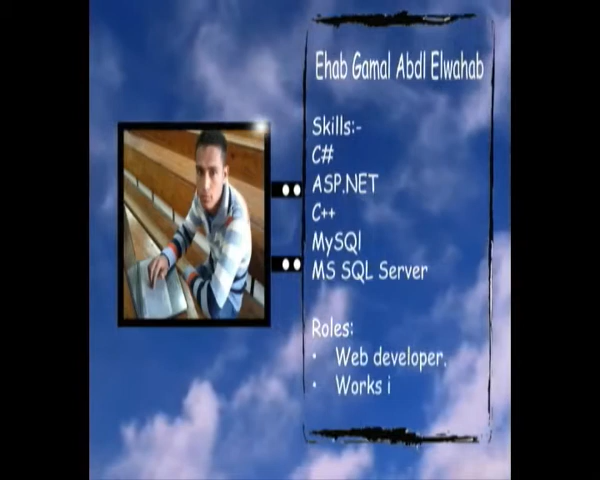 Ehab Gamal Abdl Elwahab
Skills:-
C#
ASP.NET
C++
MySQl
MS SQL Server
Roles:
• Web developer.
• Works i